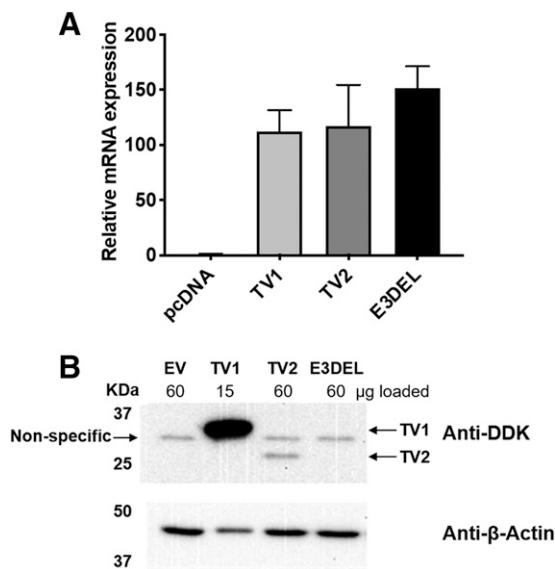 A
Relative mRNA expression
200
150
100
50
0
pcDNA
TV1
TV2
E3DEL
B
EV TV1 TV2 E3DEL
KDa 60 15 60 60 µg loaded
37
Non-specific
TV1
Anti-DDK
TV2
25
50
Anti-β-Actin
37